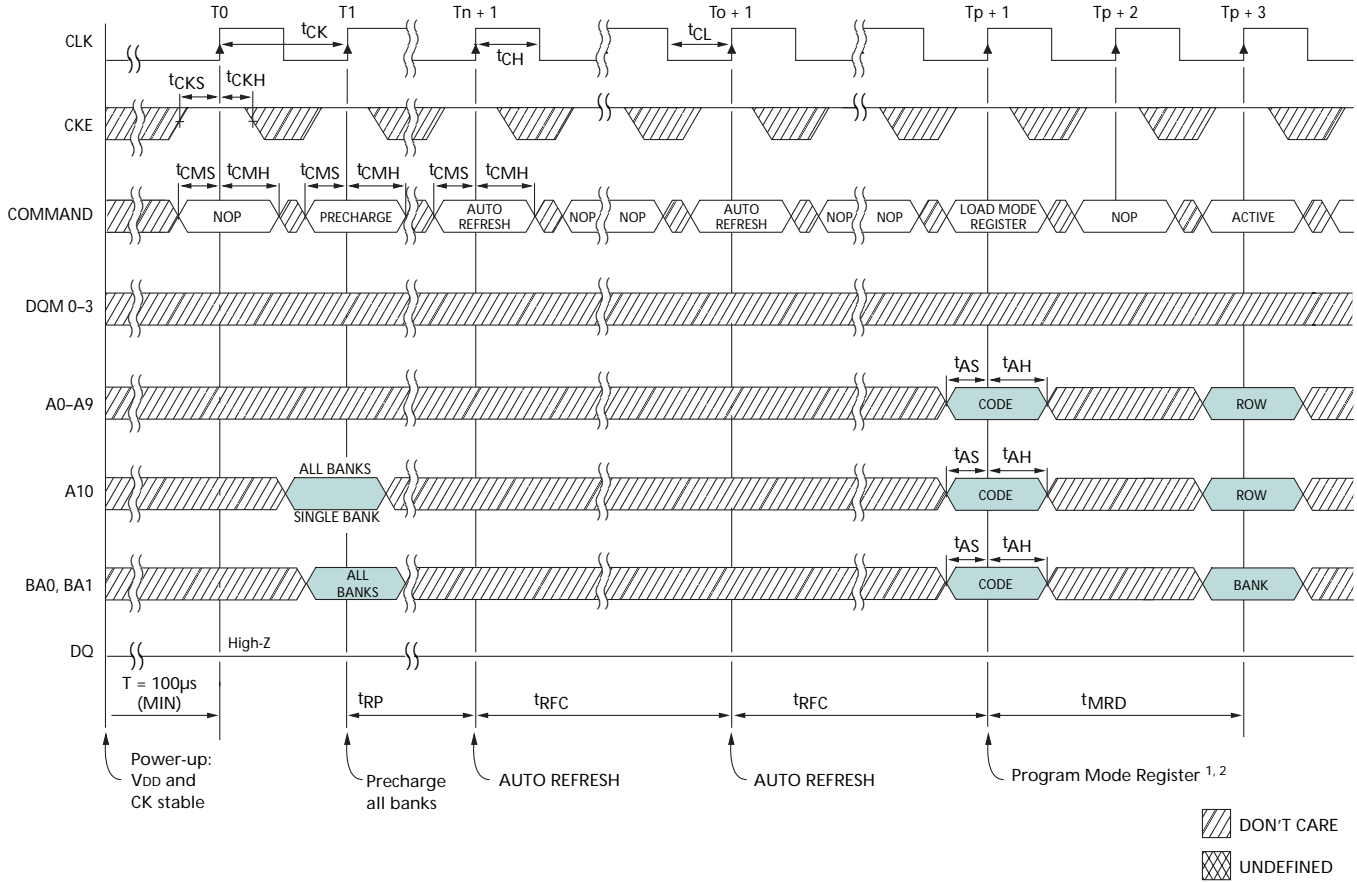 T0 T1 Tn + 1 To + 1 Tp + 1 Tp + 2 Tp + 3
CLK tCK tCH tCL
tCKS tCKH
CKE
tCMS tCMH tCMS tCMH tCMS tCMH
COMMAND NOP PRECHARGE AUTO REFRESH NOP NOP AUTO REFRESH NOP NOP LOAD MODE REGISTER NOP ACTIVE
DQM 0–3
tAS tAH
A0–A9 CODE ROW
ALL BANKS tAS tAH
A10 CODE ROW
SINGLE BANK
tAS tAH
BA0, BA1 ALL BANKS CODE BANK
High-Z
DQ
T = 100µs
(MIN)
tRP tRFC tRFC tMRD
Power-up:
VDD and
CK stable
Precharge
all banks
AUTO REFRESH
AUTO REFRESH
Program Mode Register 1, 2
DON'T CARE
UNDEFINED